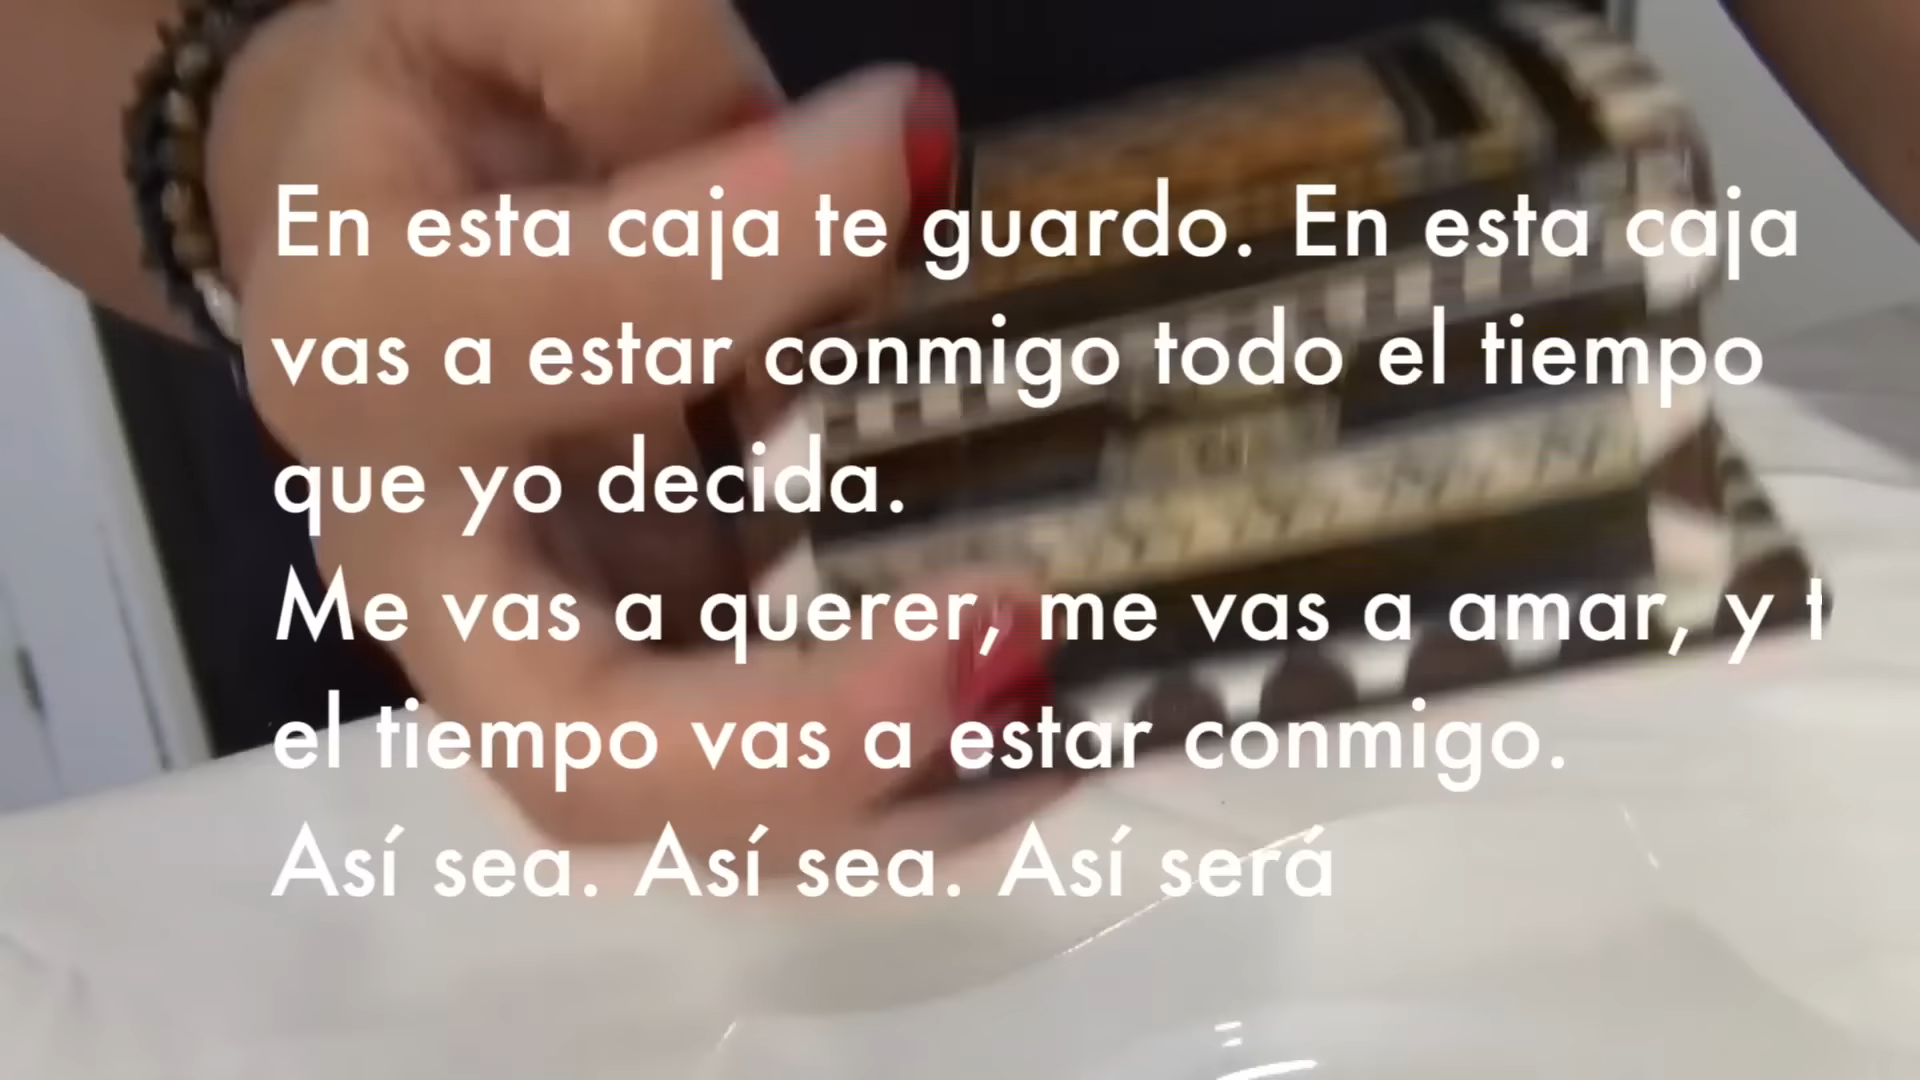 En esta caja te guardo. En esta caja
vas a estar conmigo todo el tiempo
que yo decida.
Me vas a querer, me vas a amar, y t
el tiempo vas a estar conmigo.
Así sea. Así sea. Así será